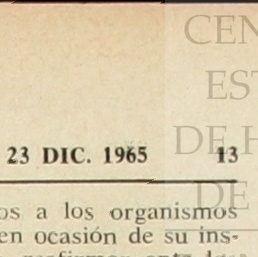 CEN
EST
DE H
23 DIC. 1965 13
DE
os a los organismos
en ocasión de su ins-